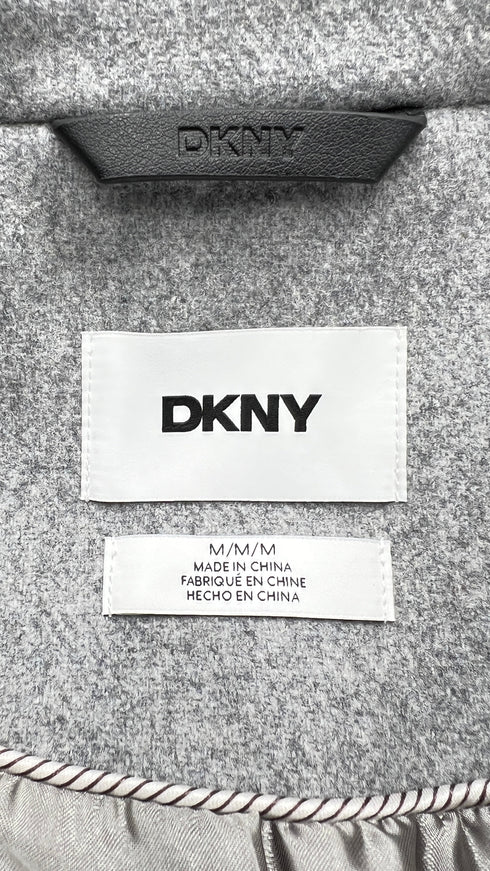 DKNY
DKNY
M/M/M
MADE IN CHINA
FABRIQUÉ EN CHINE
HECHO EN CHINA